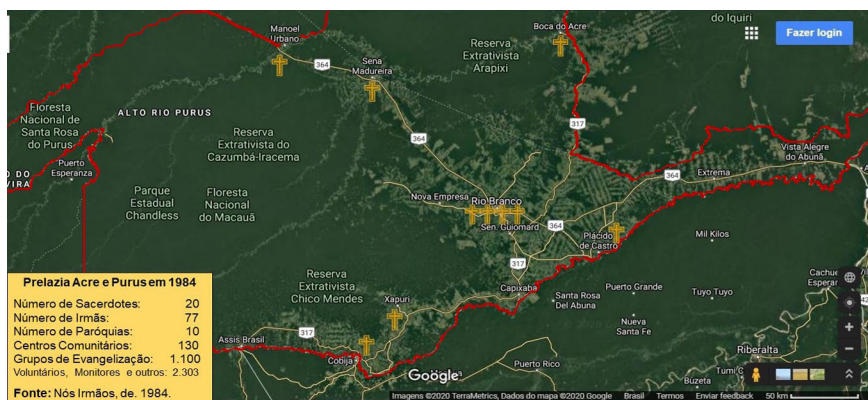 do Iquiri
Fazer login
Manoel
Urbano
Boca do Acre
Reserva
Extrativista
Arapixi
364
Sena
Madureira
Floresta
Nacional de
Santa Rosa
do Purus
ALTO RIO PURUS
317
Reserva
Extrativista do
Cazumbá-Iracema
364
Vista Alegre
do Abunã
Puerto
Esperanza
O DO
VIRA
364
Extrema
Parque
Estadual
Chandless
Floresta
Nacional
do Macauã
Nova Empresa
Rio Branco
Sen. Guiomard
364
Plácido
de Castro
Mil Kilos
317
Reserva
Extrativista
Chico Mendes
Cachue
Esperan
Capixaba
Puerto Grande
Tuyo Tuyo
Santa Rosa
Del Abuna
Xapuri
Nueva
Santa Fe
317
Assis Brasil
Cobija
Puerto Rico
Riberalta
Tumi C
Buzeta
Google
Imagens ©2020 TerraMetrics, Dados do mapa ©2020 Google Brasil Termos Enviar feedback 50 km
Prelazia Acre e Purus em 1984
Número de Sacerdotes: 20
Número de Irmãs: 77
Número de Paróquias: 10
Centros Comunitários: 130
Grupos de Evangelização: 1.100
Voluntários, Monitores e outros: 2.303
Fonte: Nós Irmãos, de. 1984.